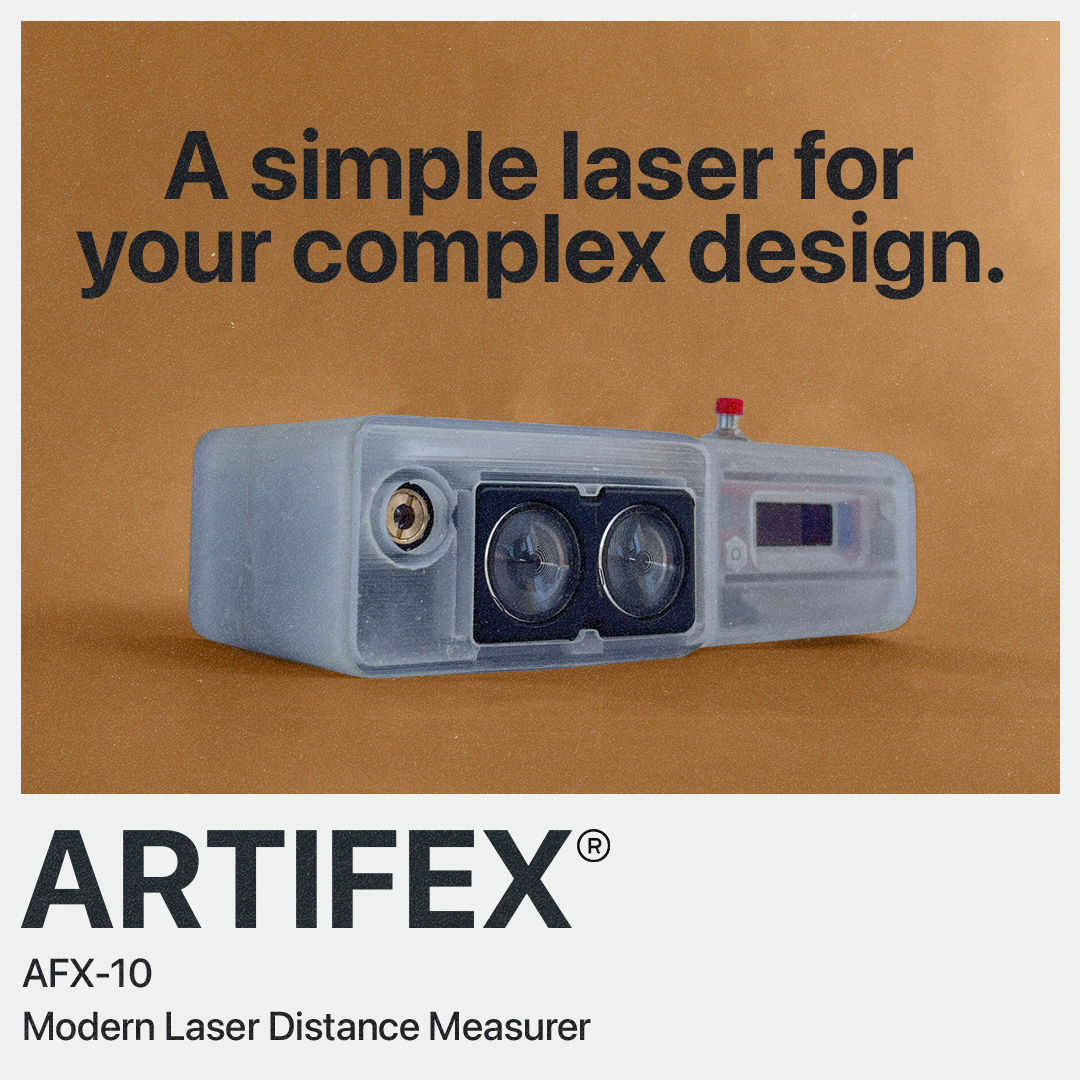 A simple laser for
your complex design.
ARTIFEX®
AFX-10
Modern Laser Distance Measurer